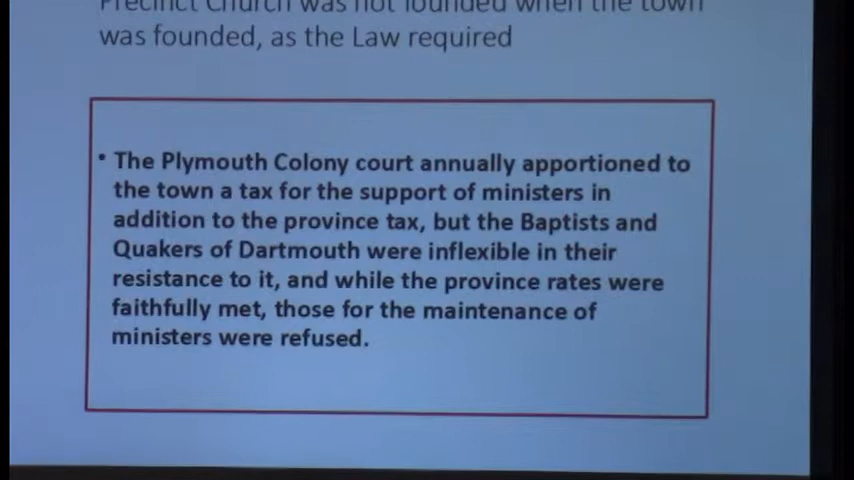 Precinct Church was not founded when the town
was founded, as the Law required
• The Plymouth Colony court annually apportioned to
the town a tax for the support of ministers in
addition to the province tax, but the Baptists and
Quakers of Dartmouth were inflexible in their
resistance to it, and while the province rates were
faithfully met, those for the maintenance of
ministers were refused.